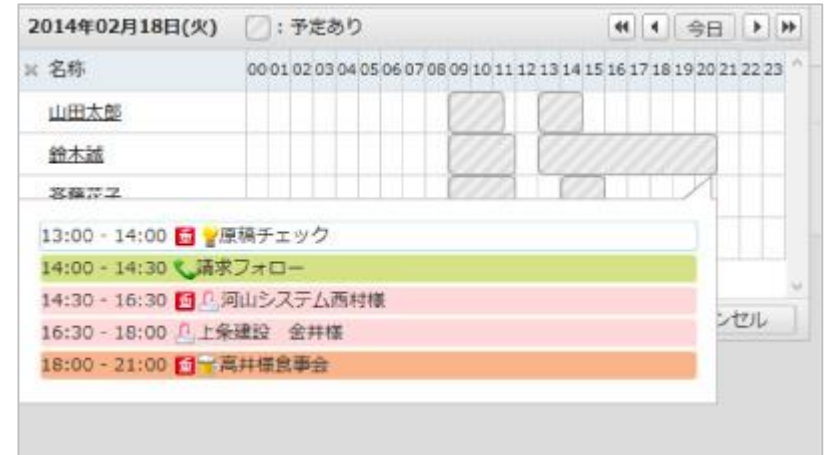 2014年02月18日(火) : 予定あり 今日
名称 00 01 02 03 04 05 06 07 08 09 10 11 12 13 14 15 16 17 18 19 20 21 22 23
山田太郎
鈴木誠
斉藤花子
13:00 - 14:00 原稿チェック
14:00 - 14:30 請求フォロー
14:30 - 16:30 河山システム西村様
16:30 - 18:00 上条建設 金井様
18:00 - 21:00 高井様食事会
ンセル